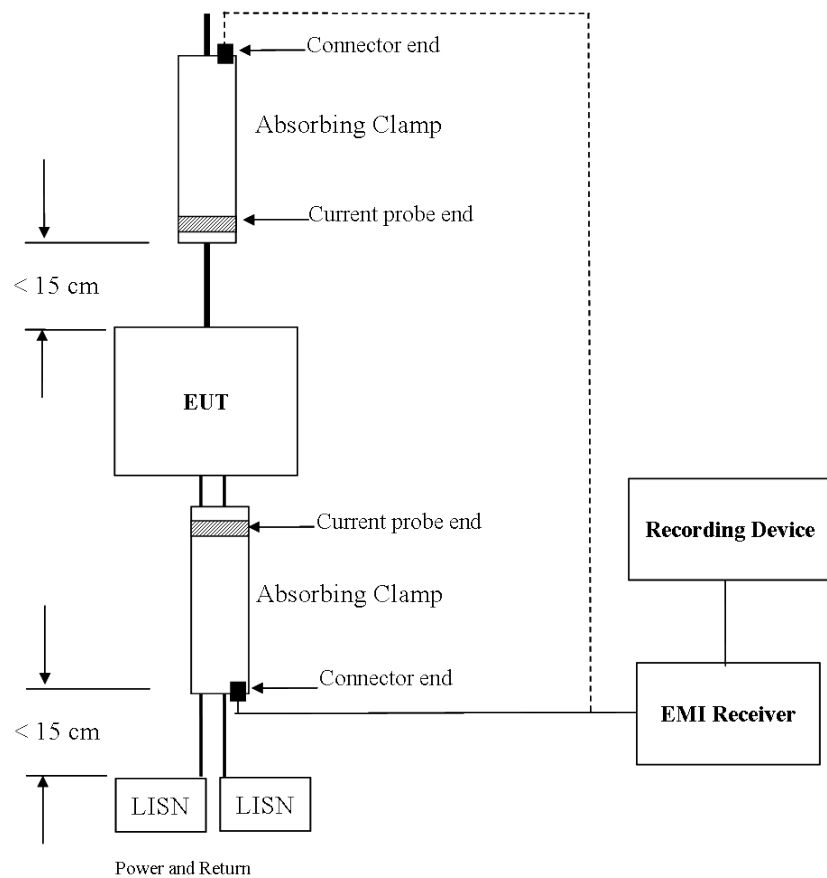 Connector end
Absorbing Clamp
Current probe end
< 15 cm
EUT
Current probe end
Recording Device
Absorbing Clamp
Connector end
EMI Receiver
< 15 cm
LISN
LISN
Power and Return